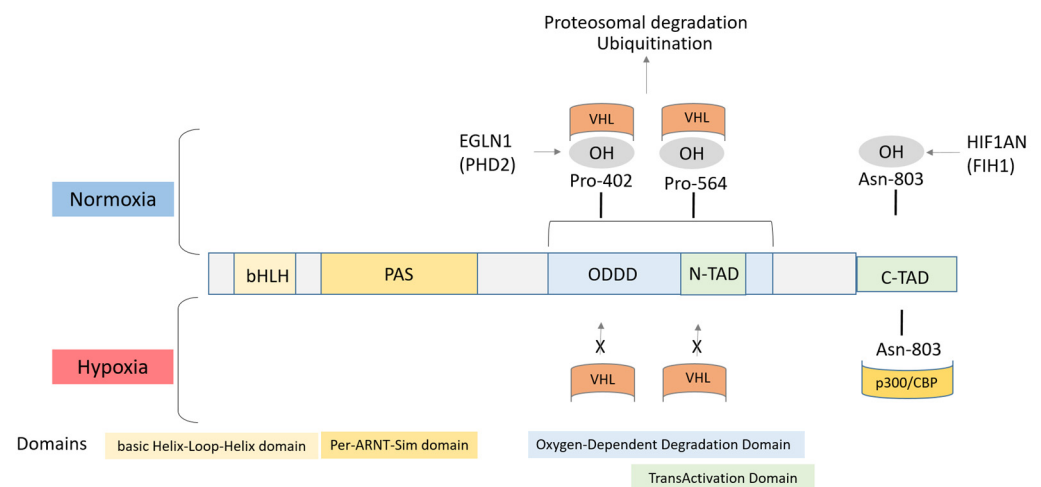 Proteosomal degradation
Ubiquitination
VHL
VHL
EGLN1
(PHD2)
OH
OH
OH
HIF1AN
(FIH1)
Pro-402
Pro-564
Asn-803
Normoxia
bHLH
PAS
ODDD
N-TAD
C-TAD
Hypoxia
X
X
VHL
VHL
Asn-803
p300/CBP
Domains
basic Helix-Loop-Helix domain
Per-ARNT-Sim domain
Oxygen-Dependent Degradation Domain
TransActivation Domain